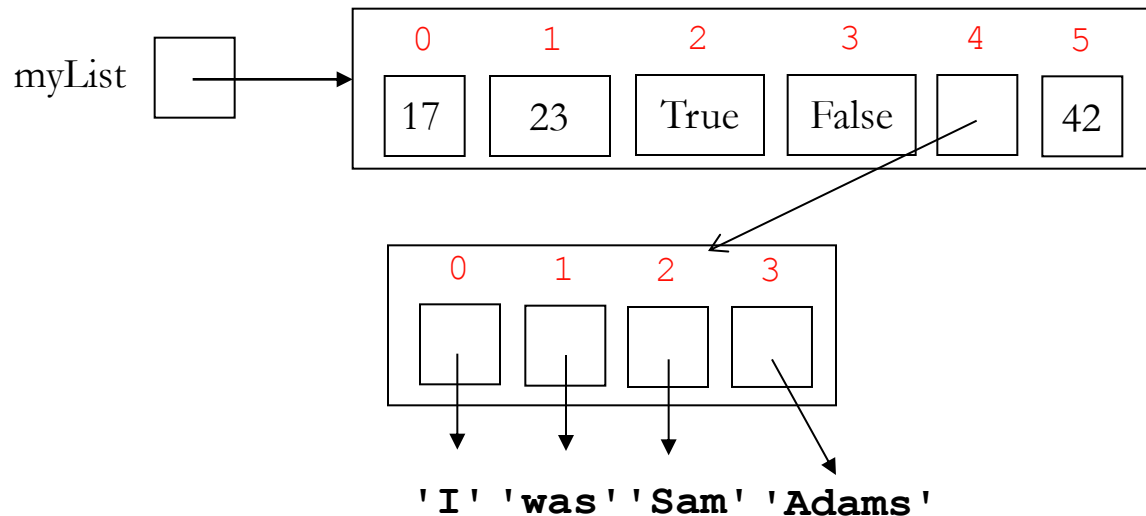 0 1 2 3 4 5
myList
17 23 True False 42
0 1 2 3
'I' 'was' 'Sam' 'Adams'